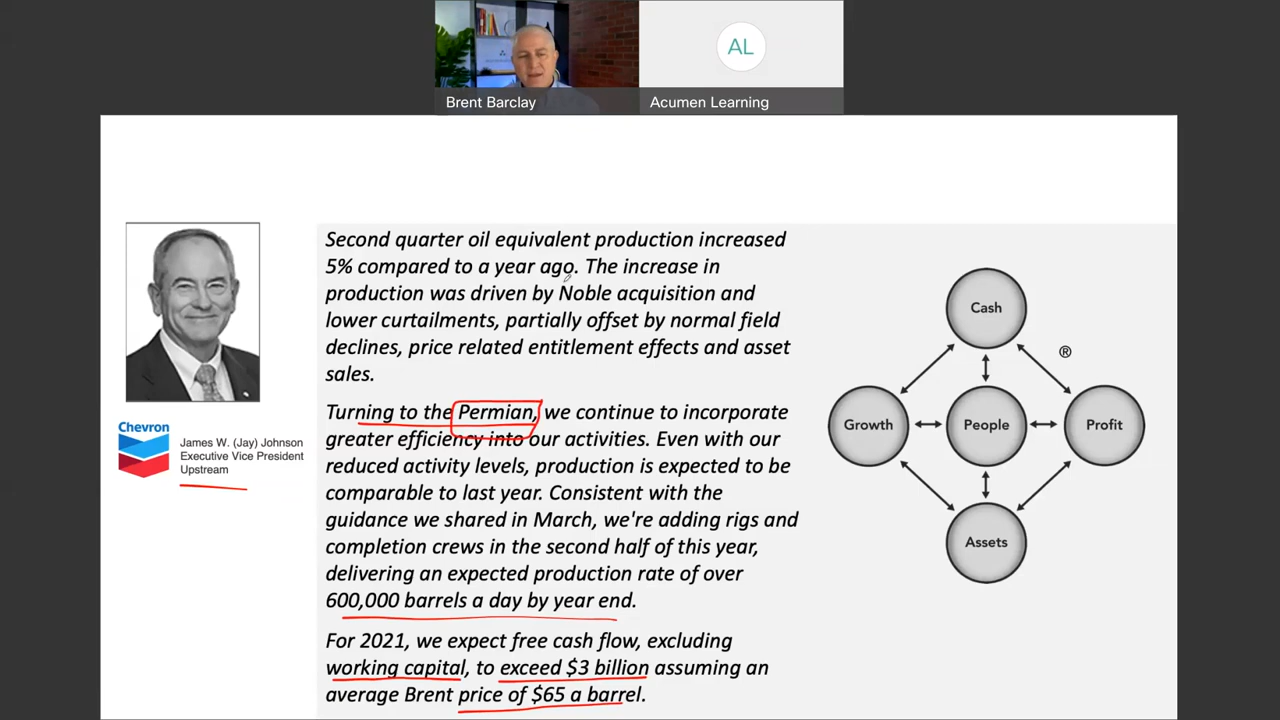 AL
Brent Barclay
Acumen Learning
Second quarter oil equivalent production increased
5% compared to a year ago. The increase in
production was driven by Noble acquisition and
lower curtailments, partially offset by normal field
declines, price related entitlement effects and asset
sales.
Turning to the Permian, we continue to incorporate
greater efficiency into our activities. Even with our
reduced activity levels, production is expected to be
comparable to last year. Consistent with the
guidance we shared in March, we're adding rigs and
completion crews in the second half of this year,
delivering an expected production rate of over
600,000 barrels a day by year end.
For 2021, we expect free cash flow, excluding
working capital, to exceed $3 billion assuming an
average Brent price of $65 a barrel.
Chevron
James W. (Jay) Johnson
Executive Vice President
Upstream
Cash
®
Growth
People
Profit
Assets